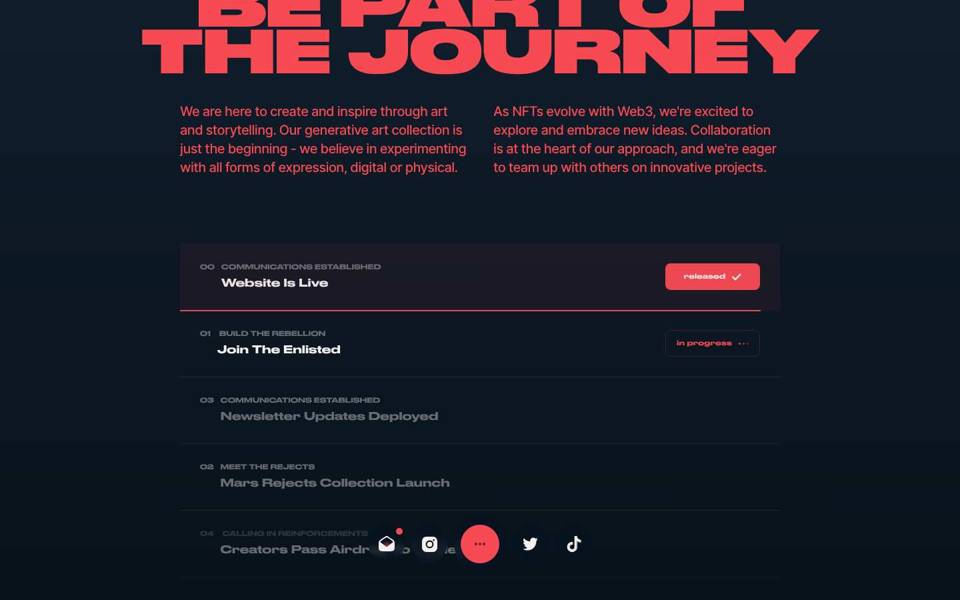 BE PART OF
THE JOURNEY
We are here to create and inspire through art
and storytelling. Our generative art collection is
just the beginning - we believe in experimenting
with all forms of expression, digital or physical.
As NFTs evolve with Web3, we're excited to
explore and embrace new ideas. Collaboration
is at the heart of our approach, and we're eager
to team up with others on innovative projects.
00 COMMUNICATIONS ESTABLISHED
Website Is Live
released
01 BUILD THE REBELLION
Join The Enlisted
in progress
03 COMMUNICATIONS ESTABLISHED
Newsletter Updates Deployed
02 MEET THE REJECTS
Mars Rejects Collection Launch
04 CALLING IN REINFORCEMENTS
Creators Pass